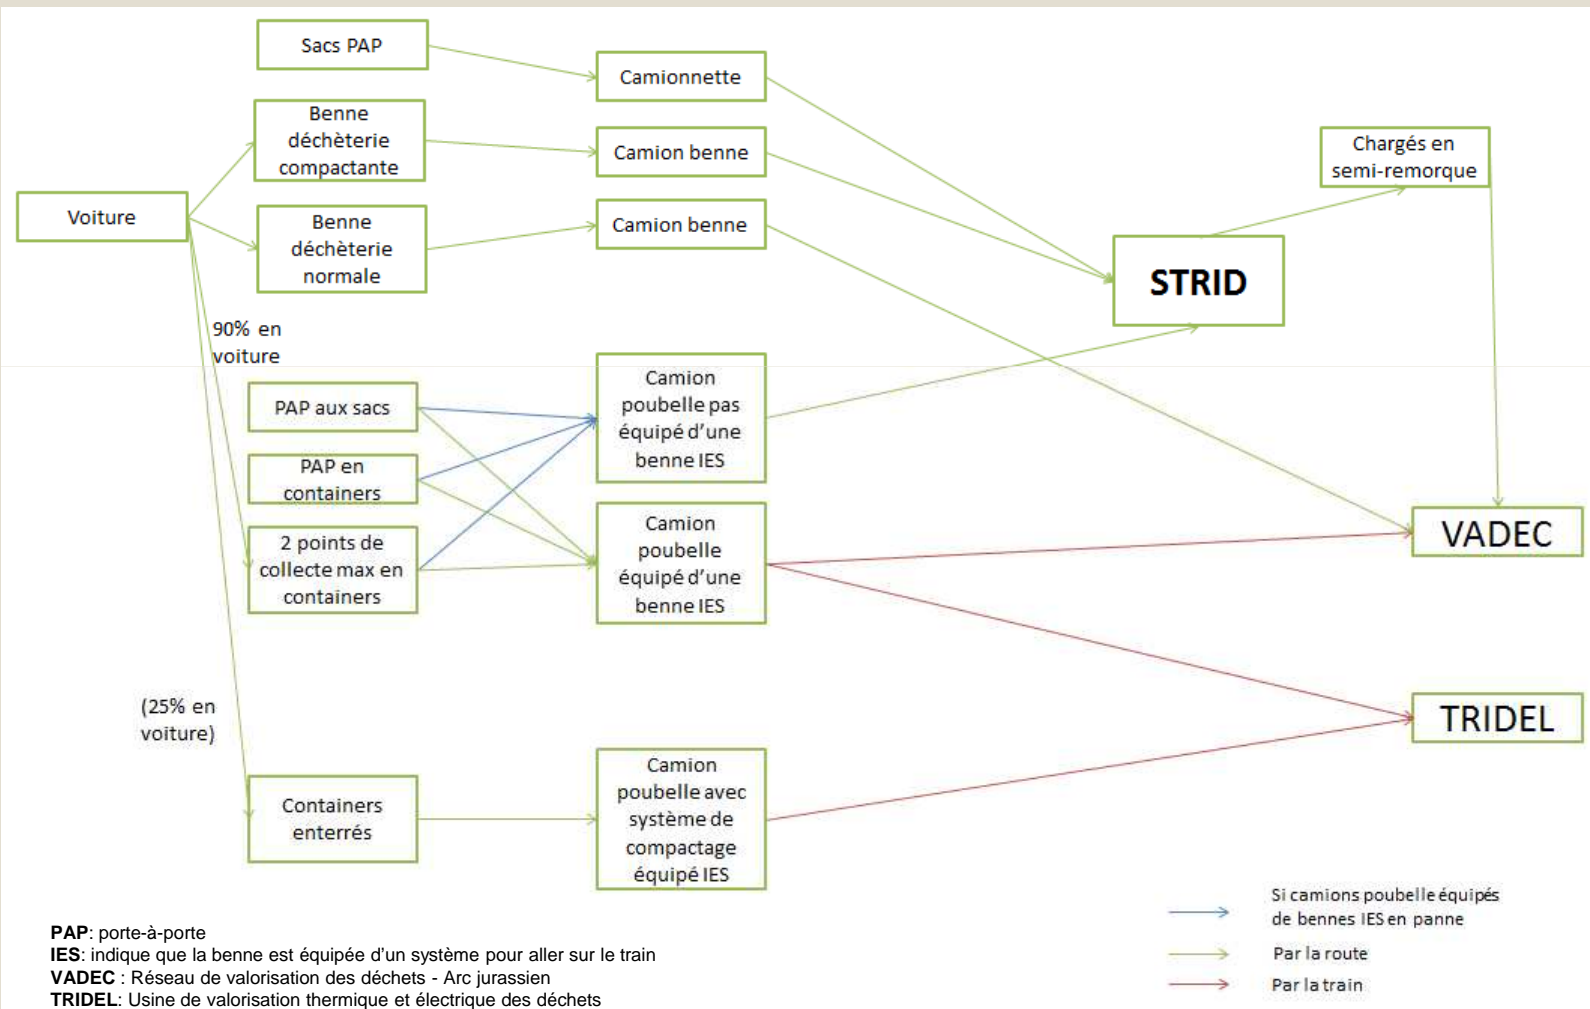 Sacs PAP
Camionnette
Benne
déchèterie
compactante
Camion benne
Chargés en
semi-remorque
Voiture
Benne
déchèterie
normale
Camion benne
STRID
90% en
voiture
PAP aux sacs
Camion
poubelle pas
équipé d'une
benne IES
PAP en
containers
2 points de
collecte max en
containers
Camion
poubelle
équipé d'une
benne IES
VADEC
TRIDEL
(25% en
voiture)
Containers
enterrés
Camion
poubelle avec
système de
compactage
équipé IES
Si camions poubelle équipés
de bennes IES en panne
Par la route
Par la train
PAP: porte-à-porte
IES: indique que la benne est équipée d'un système pour aller sur le train
VADEC : Réseau de valorisation des déchets - Arc jurassien
TRIDEL: Usine de valorisation thermique et électrique des déchets